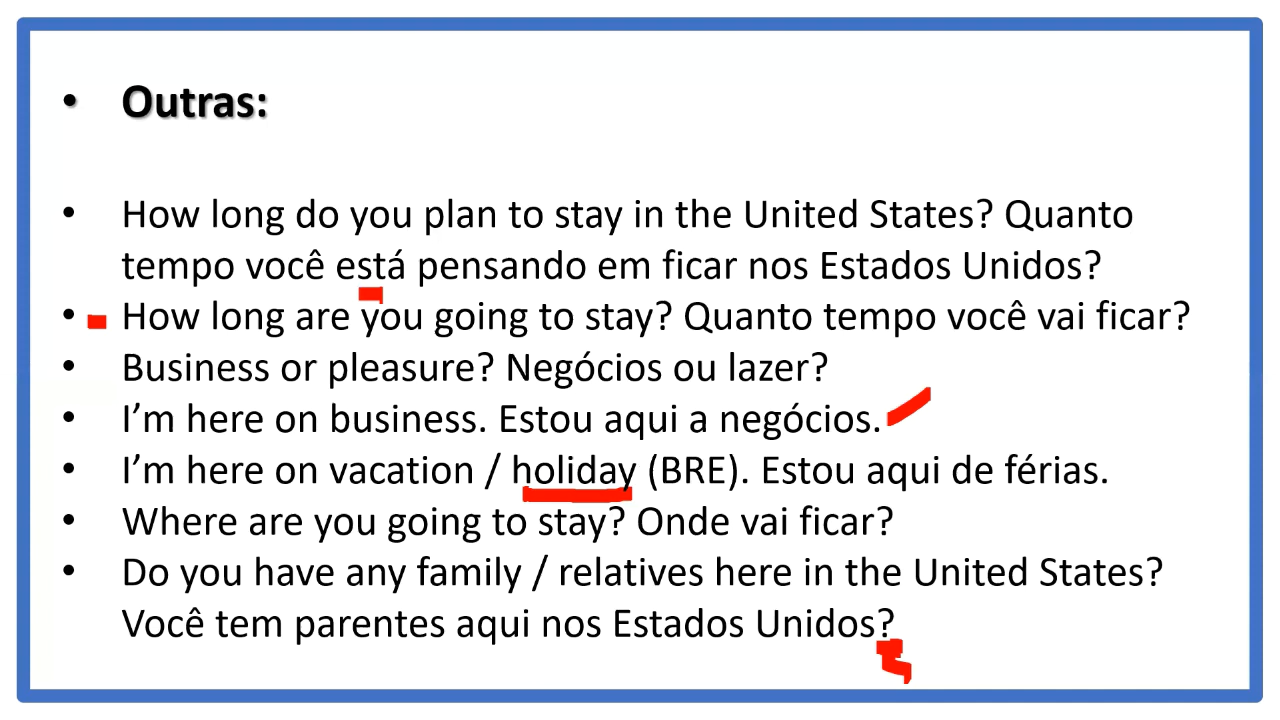 • Outras:
• How long do you plan to stay in the United States? Quanto
tempo você está pensando em ficar nos Estados Unidos?
• How long are you going to stay? Quanto tempo você vai ficar?
• Business or pleasure? Negócios ou lazer?
• I’m here on business. Estou aqui a negócios.
• I’m here on vacation / holiday (BRE). Estou aqui de férias.
• Where are you going to stay? Onde vai ficar?
• Do you have any family / relatives here in the United States?
Você tem parentes aqui nos Estados Unidos?